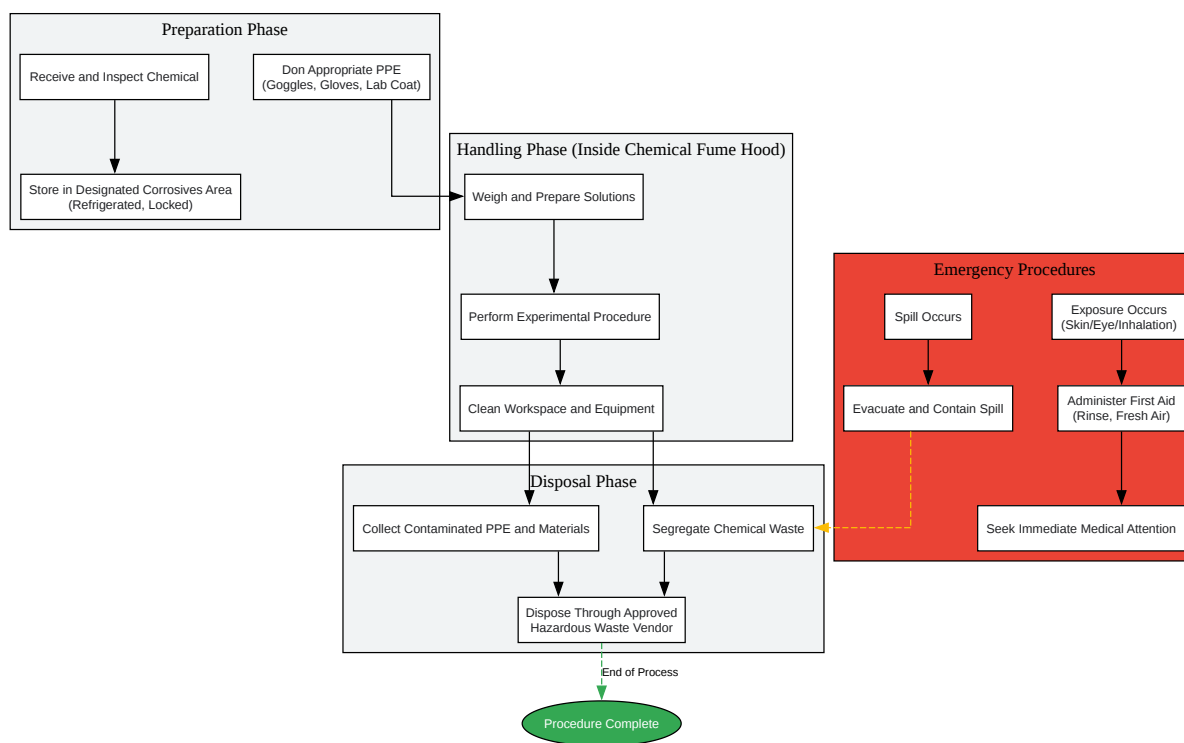 Preparation Phase
Receive and Inspect Chemical
Don Appropriate PPE
(Goggles, Gloves, Lab Coat)
Store in Designated Corrosives Area
(Refrigerated, Locked)
Handling Phase (Inside Chemical Fume Hood)
Weigh and Prepare Solutions
Perform Experimental Procedure
Clean Workspace and Equipment
Emergency Procedures
Spill Occurs
Exposure Occurs
(Skin/Eye/Inhalation)
Evacuate and Contain Spill
Administer First Aid
(Rinse, Fresh Air)
Seek Immediate Medical Attention
Disposal Phase
Collect Contaminated PPE and Materials
Segregate Chemical Waste
Dispose Through Approved
Hazardous Waste Vendor
End of Process
Procedure Complete